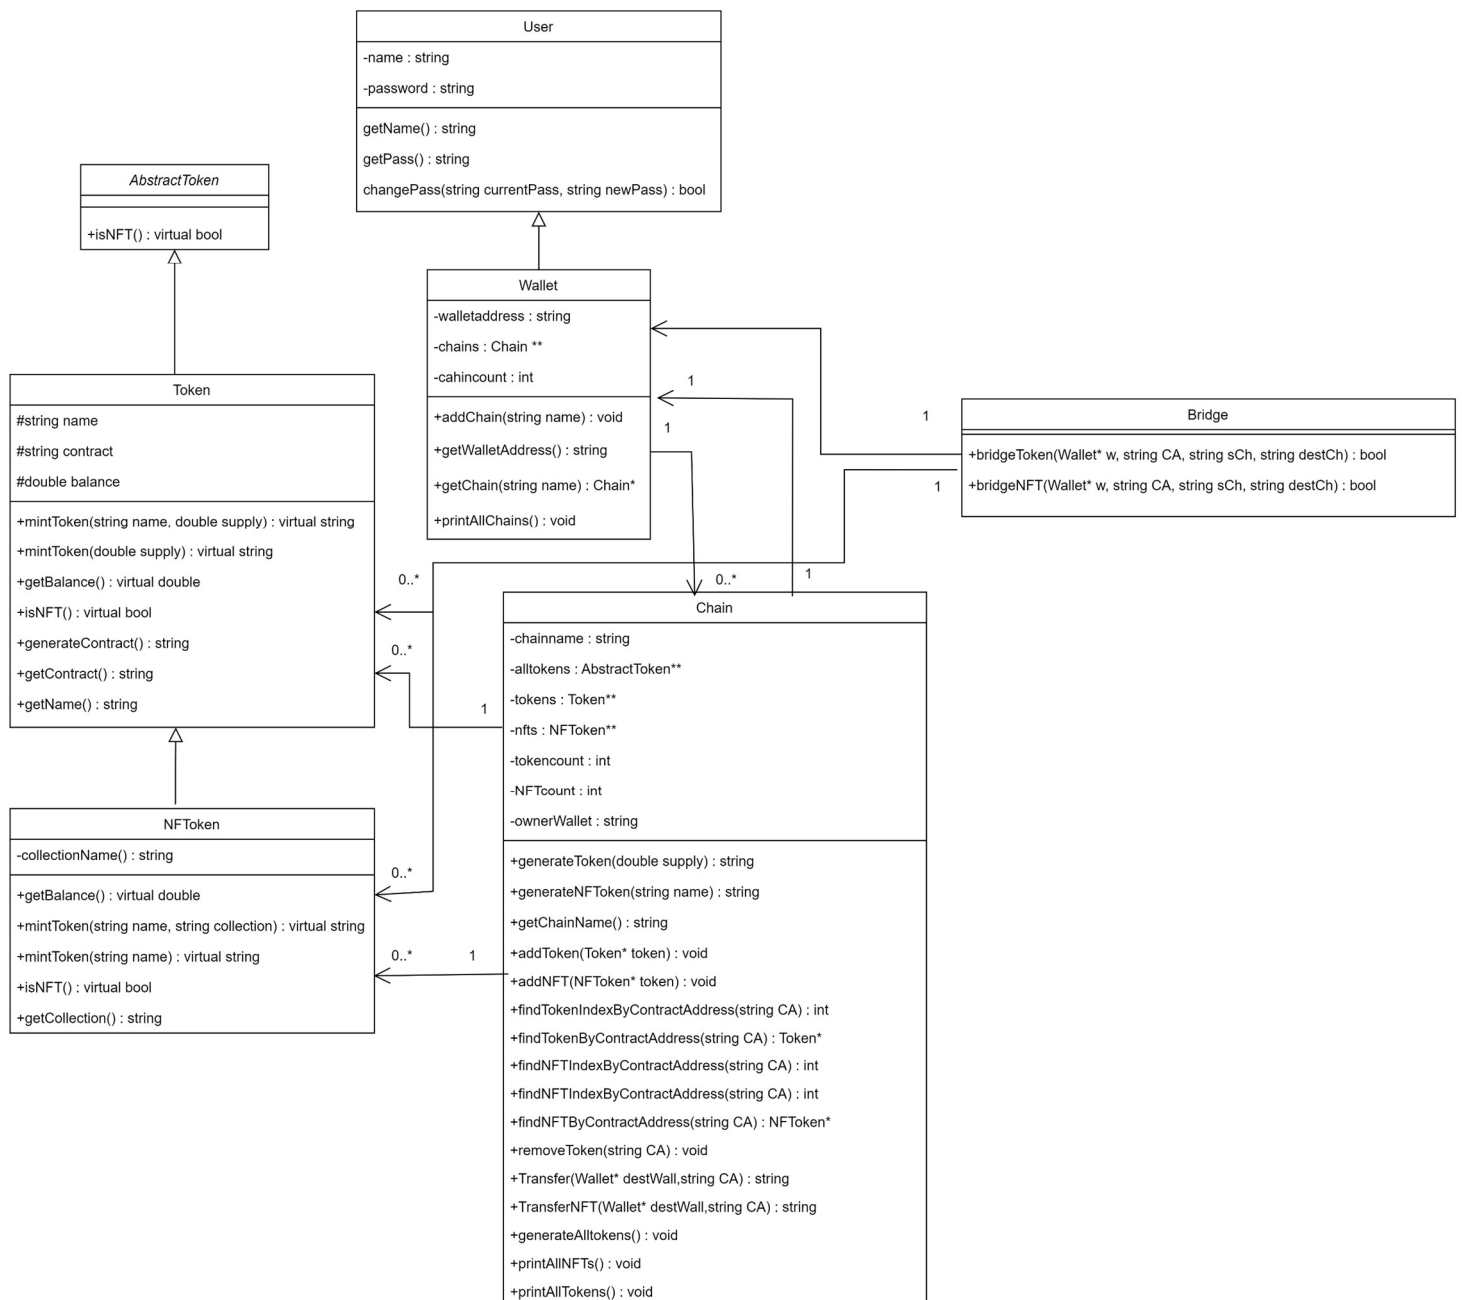 User
-name : string
-password : string
getName() : string
getPass() : string
changePass(string currentPass, string newPass) : bool
AbstractToken
+isNFT() : virtual bool
Wallet
-walletaddress : string
-chains : Chain **
-cahincount : int
+addChain(string name) : void
+getWalletAddress() : string
+getChain(string name) : Chain*
+printAllChains() : void
1
1
Bridge
+bridgeToken(Wallet* w, string CA, string sCh, string destCh) : bool
+bridgeNFT(Wallet* w, string CA, string sCh, string destCh) : bool
1
1
Token
#string name
#string contract
#double balance
+mintToken(string name, double supply) : virtual string
+mintToken(double supply) : virtual string
+getBalance() : virtual double
+isNFT() : virtual bool
+generateContract() : string
+getContract() : string
+getName() : string
0..*
0..*
1
0..*
1
Chain
-chainname : string
-alltokens : AbstractToken**
-tokens : Token**
-nfts : NFToken**
-tokencount : int
-NFTcount : int
-ownerWallet : string
+generateToken(double supply) : string
+generateNFToken(string name) : string
+getChainName() : string
+addToken(Token* token) : void
+addNFT(NFToken* token) : void
+findTokenIndexByContractAddress(string CA) : int
+findTokenByContractAddress(string CA) : Token*
+findNFTIndexByContractAddress(string CA) : int
+findNFTIndexByContractAddress(string CA) : int
+findNFTByContractAddress(string CA) : NFToken*
+removeToken(string CA) : void
+Transfer(Wallet* destWall,string CA) : string
+TransferNFT(Wallet* destWall,string CA) : string
+generateAlltokens() : void
+printAllNFTs() : void
+printAllTokens() : void
NFToken
-collectionName() : string
+getBalance() : virtual double
+mintToken(string name, string collection) : virtual string
+mintToken(string name) : virtual string
+isNFT() : virtual bool
+getCollection() : string
0..*
0..*
1